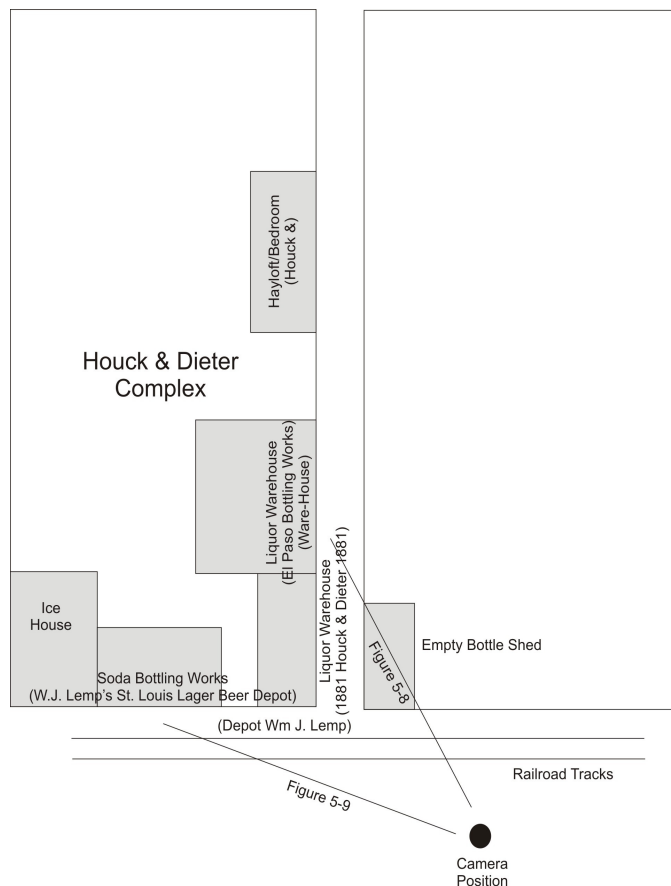 Hayloft/Bedroom
(Houck &)
Houck & Dieter
Complex
Liquor Warehouse
(El Paso Bottling Works)
(Ware-House)
Liquor Warehouse
(1881 Houck & Dieter 1881)
Ice
House
Soda Bottling Works
(W.J. Lemp's St. Louis Lager Beer Depot)
Empty Bottle Shed
Figure 5-8
(Depot Wm J. Lemp)
Railroad Tracks
Figure 5-9
Camera
Position